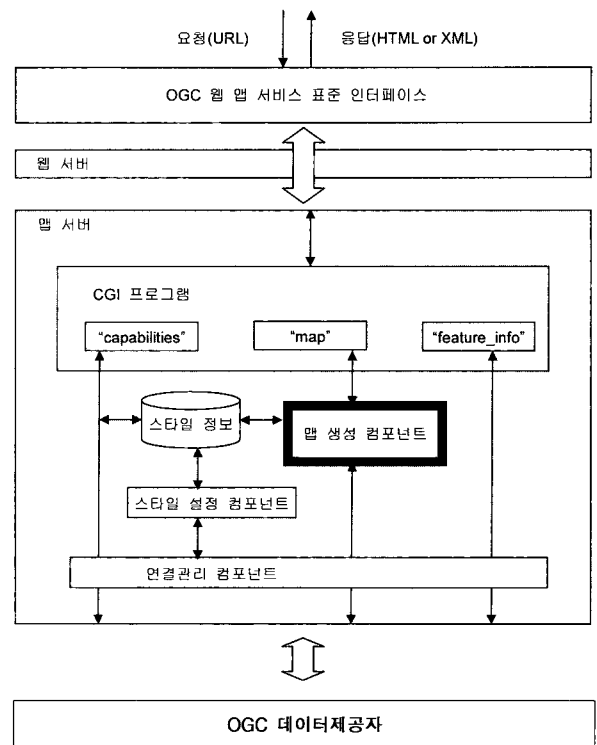 요청(URL) 응답(HTML or XML)
OGC 웹 맵 서비스 표준 인터페이스
웹 서버
맵 서버
CGI 프로그램
"capabilities" "map" "feature_info"
스타일 정보
맵 생성 컴포넌트
스타일 설정 컴포넌트
연결관리 컴포넌트
OGC 데이터제공자